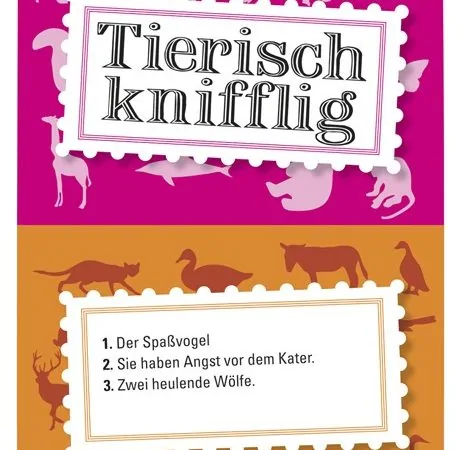 Tierisch
knifflig
1. Der Spaßvogel
2. Sie haben Angst vor dem Kater.
3. Zwei heulende Wölfe.